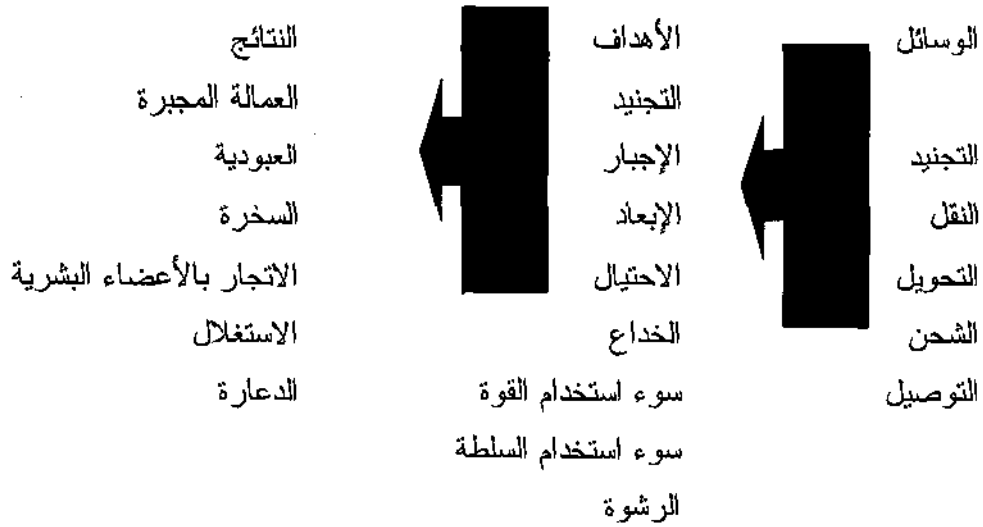 الوسائل
التجنيد
النقل
التحويل
الشحن
التوصيل
الأهداف
التجنيد
الإجبار
الإبعاد
الاحتيال
الخداع
سوء استخدام القوة
سوء استخدام السلطة
الرشوة
النتائج
العمالة المجبرة
العبودية
السخرة
الاتجار بالأعضاء البشرية
الاستغلال
الدعارة